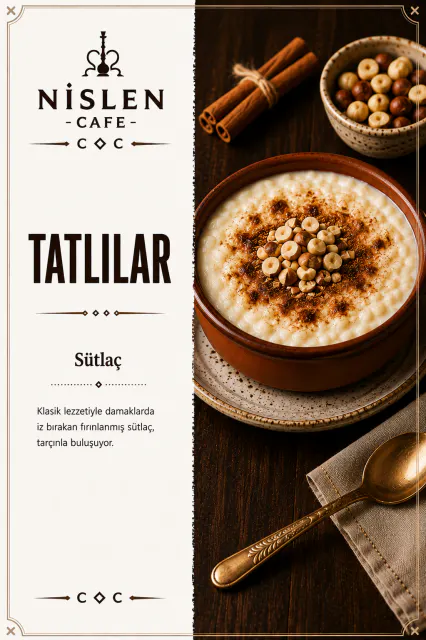 NİSLEN
-CAFE-
C◇C
TATLILAR
Sütlaç
Klasik lezzetiyle damaklarda
iz bırakan fırınlanmış sütlaç,
tarçınla buluşuyor.
C◇C